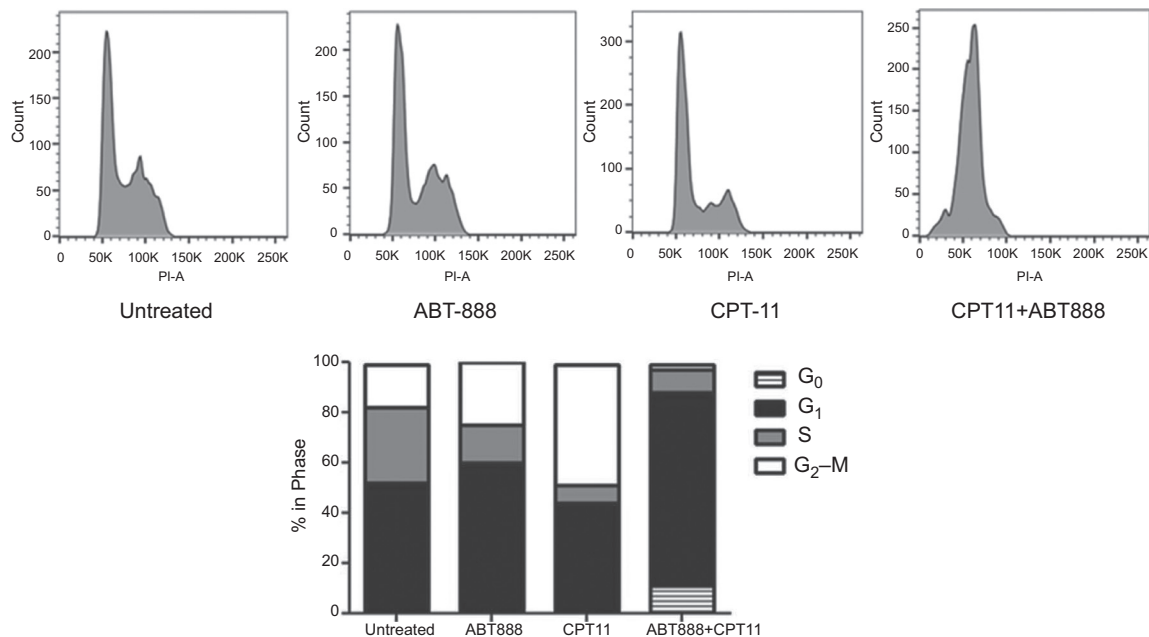 200
150
100
50
0
Count
0 50K 100K 150K 200K 250K
PI-A
Untreated
200
150
100
50
0
Count
0 50K 100K 150K 200K 250K
PI-A
ABT-888
300
200
100
0
Count
0 50K 100K 150K 200K 250K
PI-A
CPT-11
250
200
150
100
50
0
Count
0 50K 100K 150K 200K 250K
PI-A
CPT11+ABT888
100
80
60
40
20
0
% in Phase
Untreated ABT888 CPT11 ABT888+CPT11
G0
G1
S
G2–M